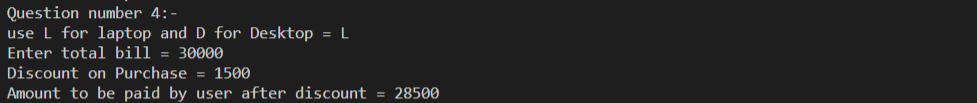 Question number 4:-
use L for laptop and D for Desktop = L
Enter total bill = 30000
Discount on Purchase = 1500
Amount to be paid by user after discount = 28500